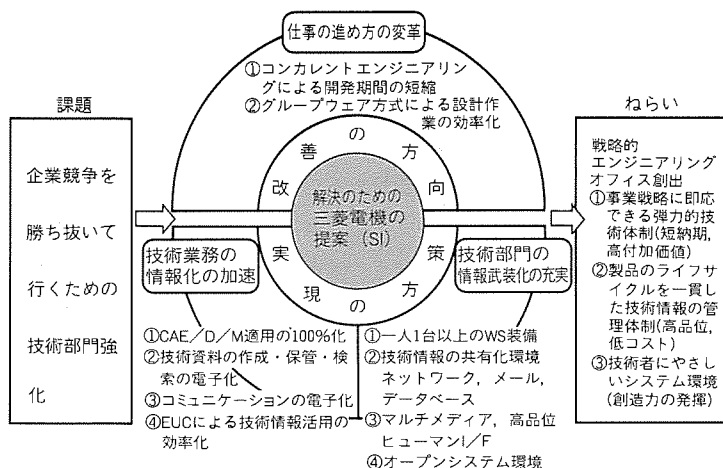 仕事の進め方の変革
①コンカレントエンジニアリン
グによる開発期間の短縮
②グループウェア方式による設計作
業の効率化
課題
企業競争を
勝ち抜いて
行くための
技術部門強
化
改善の方向
解決のための
三菱電機の
提案（SI）
実現の方策
技術業務の
情報化の加速
①CAE／D／M適用の100％化
②技術資料の作成・保管・検
索の電子化
③コミュニケーションの電子化
④EUCによる技術情報活用の
効率化
技術部門の
情報武装化の充実
①一人1台以上のWS装備
②技術情報の共有化環境
ネットワーク，メール，
データベース
③マルチメディア，高品位
ヒューマンI／F
④オープンシステム環境
ねらい
戦略的
エンジニアリング
オフィス創出
①事業戦略に即応
できる弾力的技
術体制(短納期，
高付加価値)
②製品のライフサ
イクルを一貫し
た技術情報の管
理体制(高品位，
低コスト)
③技術者にやさし
いシステム環境
(創造力の発揮)